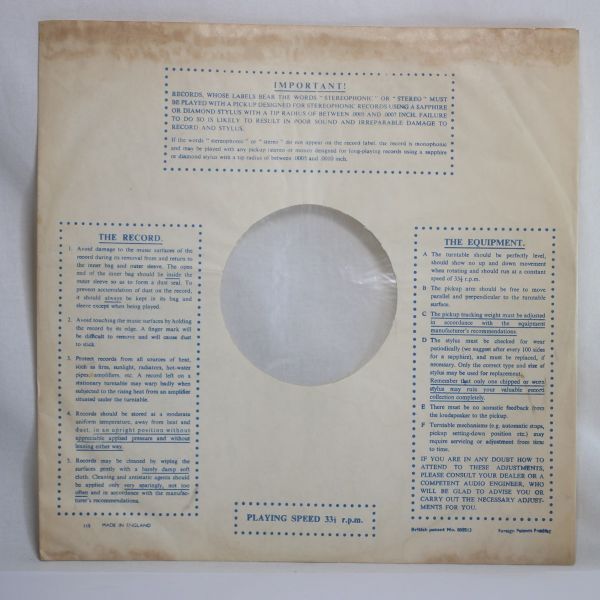 IMPORTANT!
RECORDS, WHOSE LABELS BEAR THE WORDS "STEREOPHONIC" OR "STEREO" MUST
BE PLAYED WITH A PICK UP DESIGNED FOR STEREOPHONIC RECORDS USING A SAPPHIRE
OR DIAMOND STYLUS WITH A TIP RADIUS OF BETWEEN .0005 AND .0007 INCH. FAILURE
TO DO SO IS LIKELY TO RESULT IN POOR SOUND AND IRREPARABLE DAMAGE TO
RECORD AND STYLUS.
If the words "stereophonic" or "stereo" do not appear on the record label, the record is monophonic
and may be played with any pickup (stereo or mono) designed for long-playing records using a sapphire
or diamond stylus with a tip radius of between .0005 and .0010 inch.
THE RECORD.
1. Avoid damage to the music surfaces of the
record during its removal from and return to
the inner bag and outer sleeve. The open
end of the inner bag should lie inside the
outer sleeve so as to form a dust seal. To
prevent accumulation of dust on the record,
it should always be kept in its bag and
sleeve except when being played.
2. Avoid touching the music surfaces by holding
the record by its edge. A finger mark will
be difficult to remove and will cause dust
to stick.
3. Protect records from all sources of heat,
such as fires, sunlight, radiators, hot-water
pipes, amplifiers, etc. A record left on a
stationary turntable may warp badly when
subjected to the rising heat from an amplifier
situated under the turntable.
4. Records should be stored at a moderate
uniform temperature, away from heat and
dust, in an upright position without
appreciable applied pressure and without
leaning either way.
5. Records may be cleaned by wiping the
surfaces gently with a barely damp soft
cloth. Cleaning and antistatic agents should
be applied only very sparingly, not too
often and in accordance with the manufac-
turer's recommendations.
THE EQUIPMENT.
A The turntable should be perfectly level,
should show no up and down movement
when rotating and should run at a constant
speed of 33⅓ r.p.m.
B The pickup arm should be free to move
parallel and perpendicular to the turntable
surface.
C The pickup tracking weight must be adjusted
in accordance with the equipment
manufacturer's recommendations.
D The stylus must be checked for wear
periodically (we suggest after every 100 sides
for a sapphire), and must be replaced, if
necessary. Only the correct type and size of
stylus may be used for replacement.
Remember that only one chipped or worn
stylus may ruin your valuable record
collection completely.
E There must be no acoustic feedback from
the loudspeaker to the pickup.
F Turntable mechanisms (e.g. automatic stops,
pickup setting-down position etc.) may
require servicing or adjustment from time
to time.
IF YOU ARE IN ANY DOUBT HOW TO
ATTEND TO THESE ADJUSTMENTS,
PLEASE CONSULT YOUR DEALER OR A
COMPETENT AUDIO ENGINEER, WHO
WILL BE GLAD TO ADVISE YOU OR
CARRY OUT THE NECESSARY ADJUST-
MENTS FOR YOU.
MADE IN ENGLAND
PLAYING SPEED 33⅓ r.p.m.
British patent No.
Foreign Patents Pending